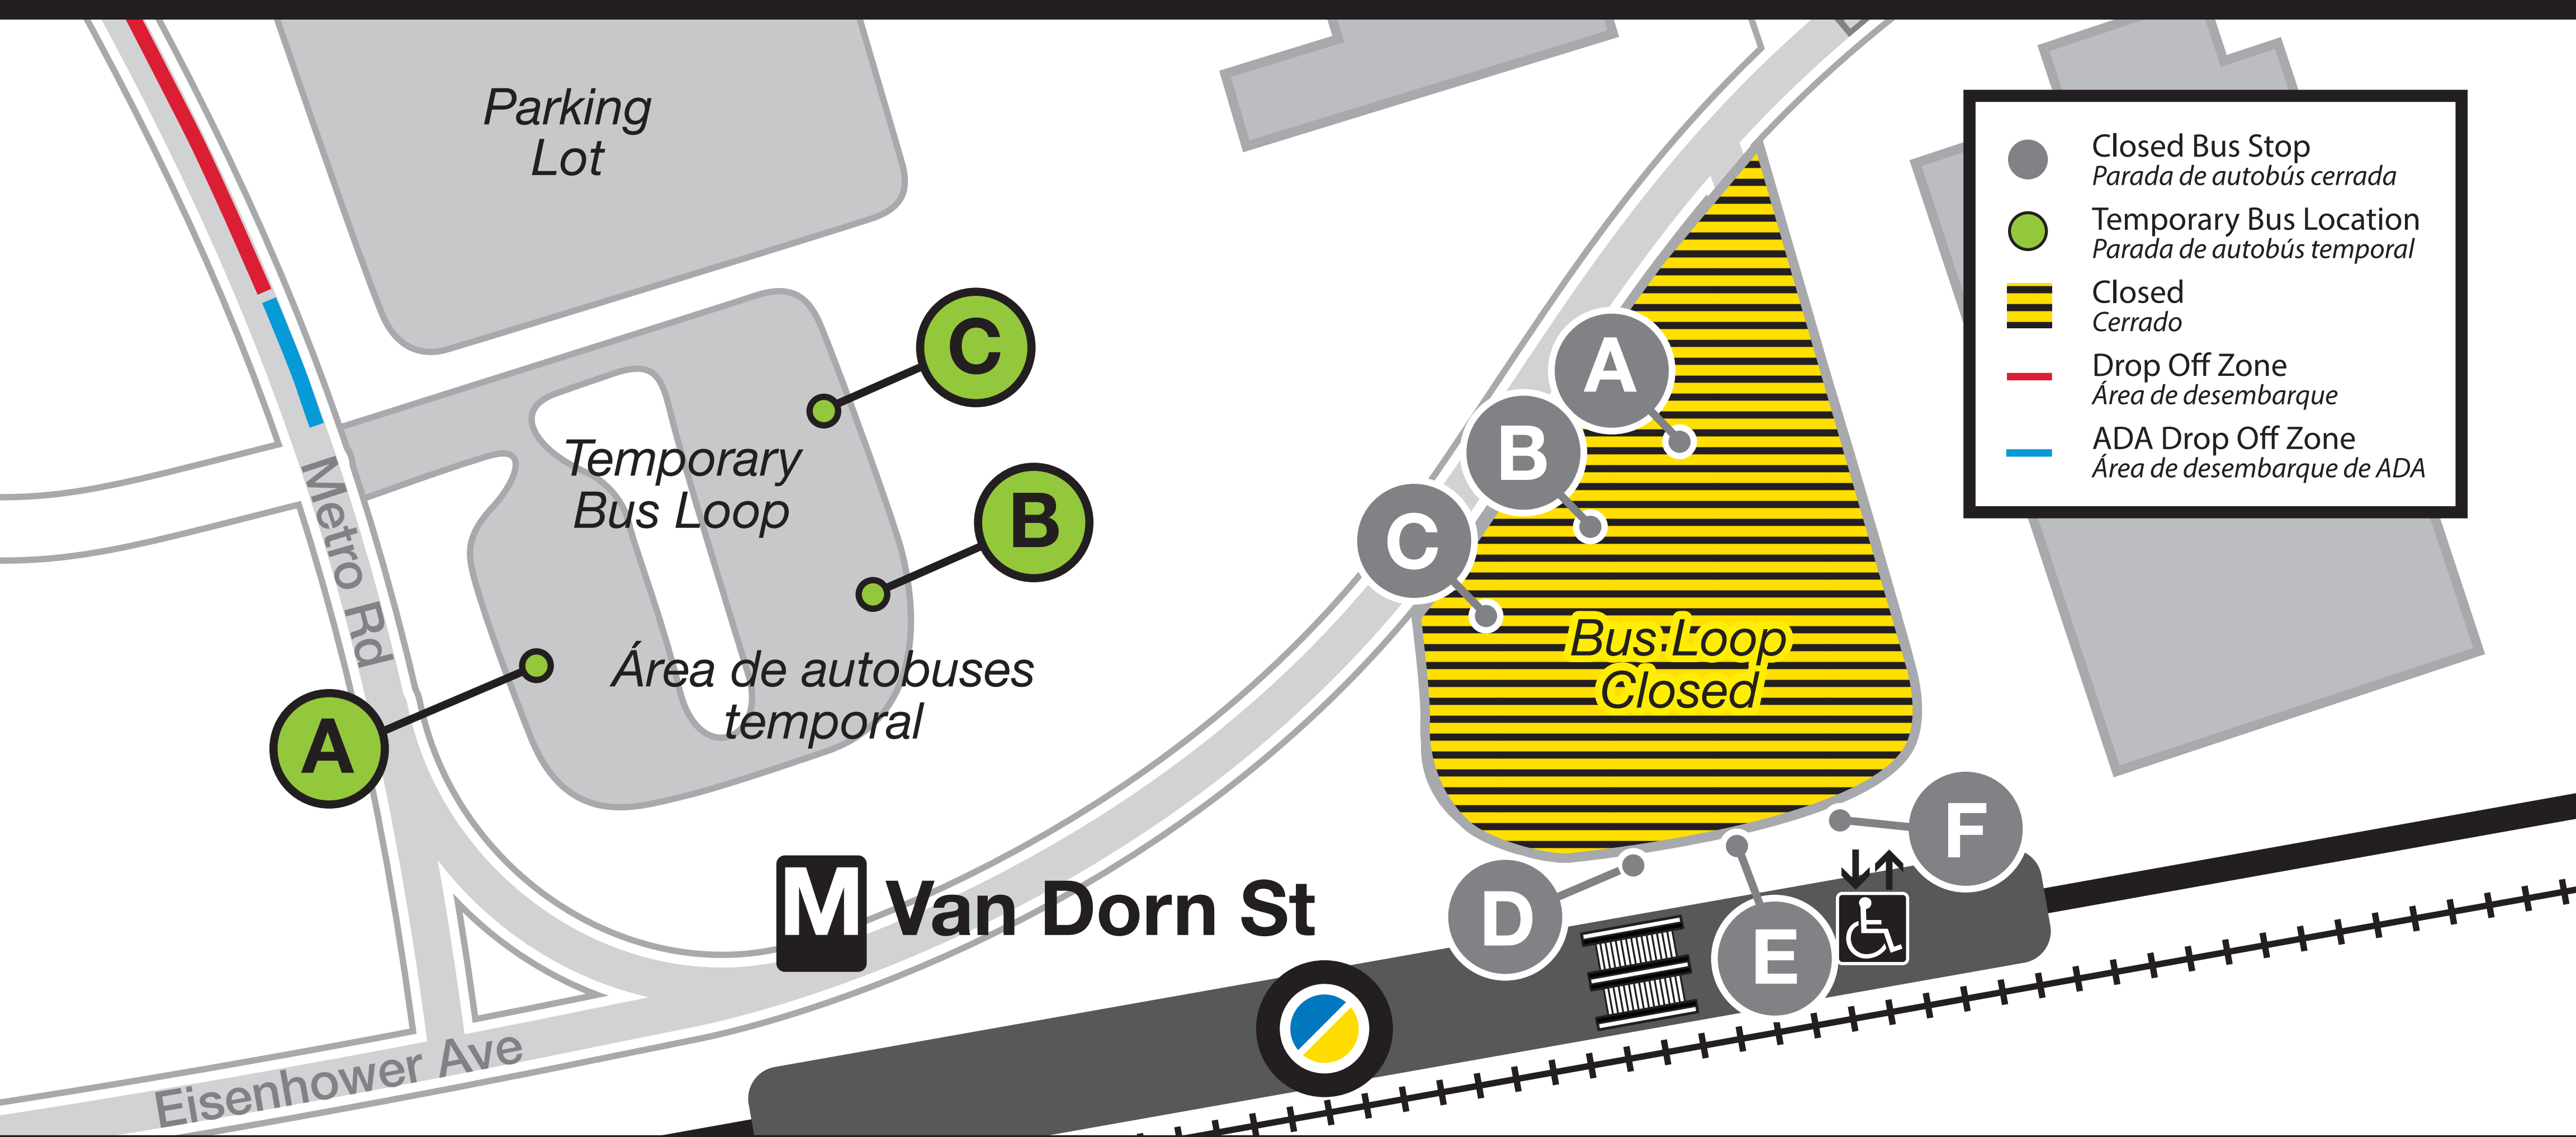 Parking
Lot
C
Temporary
Bus Loop
B
Área de autobuses
temporal
A
Metro Rd
Eisenhower Ave
M Van Dorn St
A
B
C
Bus Loop
Closed
D
E
F
Closed Bus Stop
Parada de autobús cerrada
Temporary Bus Location
Parada de autobús temporal
Closed
Cerrado
Drop Off Zone
Área de desembarque
ADA Drop Off Zone
Área de desembarque de ADA